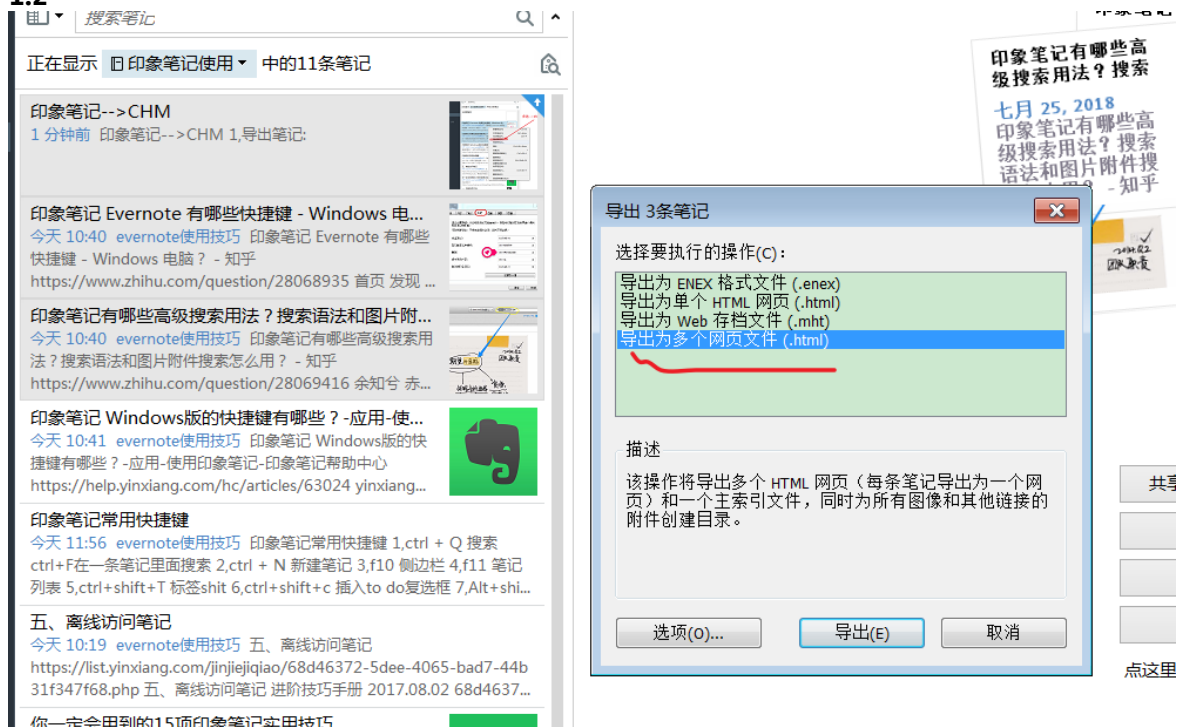 1.2
搜索笔记
正在显示 印象笔记使用 中的11条笔记
印象笔记-->CHM
1 分钟前 印象笔记-->CHM 1,导出笔记:
印象笔记 Evernote 有哪些快捷键 - Windows 电...
今天 10:40 evernote使用技巧 印象笔记 Evernote 有哪些
快捷键 - Windows 电脑？ - 知乎
https://www.zhihu.com/question/28068935 首页 发现 ...
印象笔记有哪些高级搜索用法？搜索语法和图片附...
今天 10:40 evernote使用技巧 印象笔记有哪些高级搜索用
法？搜索语法和图片附件搜索怎么用？ - 知乎
https://www.zhihu.com/question/28069416 余知兮 赤...
印象笔记 Windows版的快捷键有哪些？-应用-使...
今天 10:41 evernote使用技巧 印象笔记 Windows版的快
捷键有哪些？-应用-使用印象笔记-印象笔记帮助中心
https://help.yinxiang.com/hc/articles/63024 yinxiang...
印象笔记常用快捷键
今天 11:56 evernote使用技巧 印象笔记常用快捷键 1,ctrl + Q 搜索
ctrl+F在一条笔记里面搜索 2,ctrl + N 新建笔记 3,f10 侧边栏 4,f11 笔记
列表 5,ctrl+shift+T 标签shit 6,ctrl+shift+c 插入to do复选框 7,Alt+shi...
五、离线访问笔记
今天 10:19 evernote使用技巧 五、离线访问笔记
https://list.yinxiang.com/jinjiejiqiao/68d46372-5dee-4065-bad7-44b
31f347f68.php 五、离线访问笔记 进阶技巧手册 2017.08.02 68d4637...
你一定会用到的15项印象笔记实用技巧
印象笔记有哪些高
级搜索用法？搜索
七月 25, 2018
印象笔记有哪些高
级搜索用法？搜索
语法和图片附件搜
- 知乎
导出 3条笔记
选择要执行的操作(C):
导出为 ENEX 格式文件 (.enex)
导出为单个 HTML 网页 (.html)
导出为 Web 存档文件 (.mht)
导出为多个网页文件 (.html)
描述
该操作将导出多个 HTML 网页（每条笔记导出为一个网
页）和一个主索引文件，同时为所有图像和其他链接的
附件创建目录。
选项(O)...
导出(E)
取消
共享
点这里